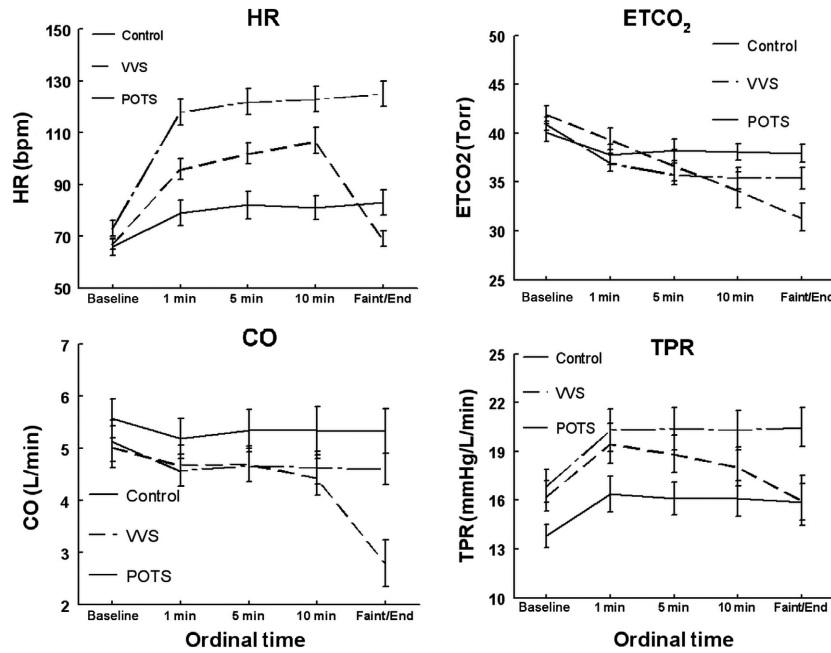 HR
150
130
110
90
70
50
HR (bpm)
Control
VVS
POTS
Baseline 1 min 5 min 10 min Faint/End
ETCO2
50
45
40
35
30
25
ETCO2 (Torr)
Control
VVS
POTS
Baseline 1 min 5 min 10 min Faint/End
CO
7
6
5
4
3
2
CO (L/min)
Control
VVS
POTS
Baseline 1 min 5 min 10 min Faint/End
Ordinal time
TPR
25
22
19
16
13
10
TPR (mmHg/L/min)
Control
VVS
POTS
Baseline 1 min 5 min 10 min Faint/End
Ordinal time